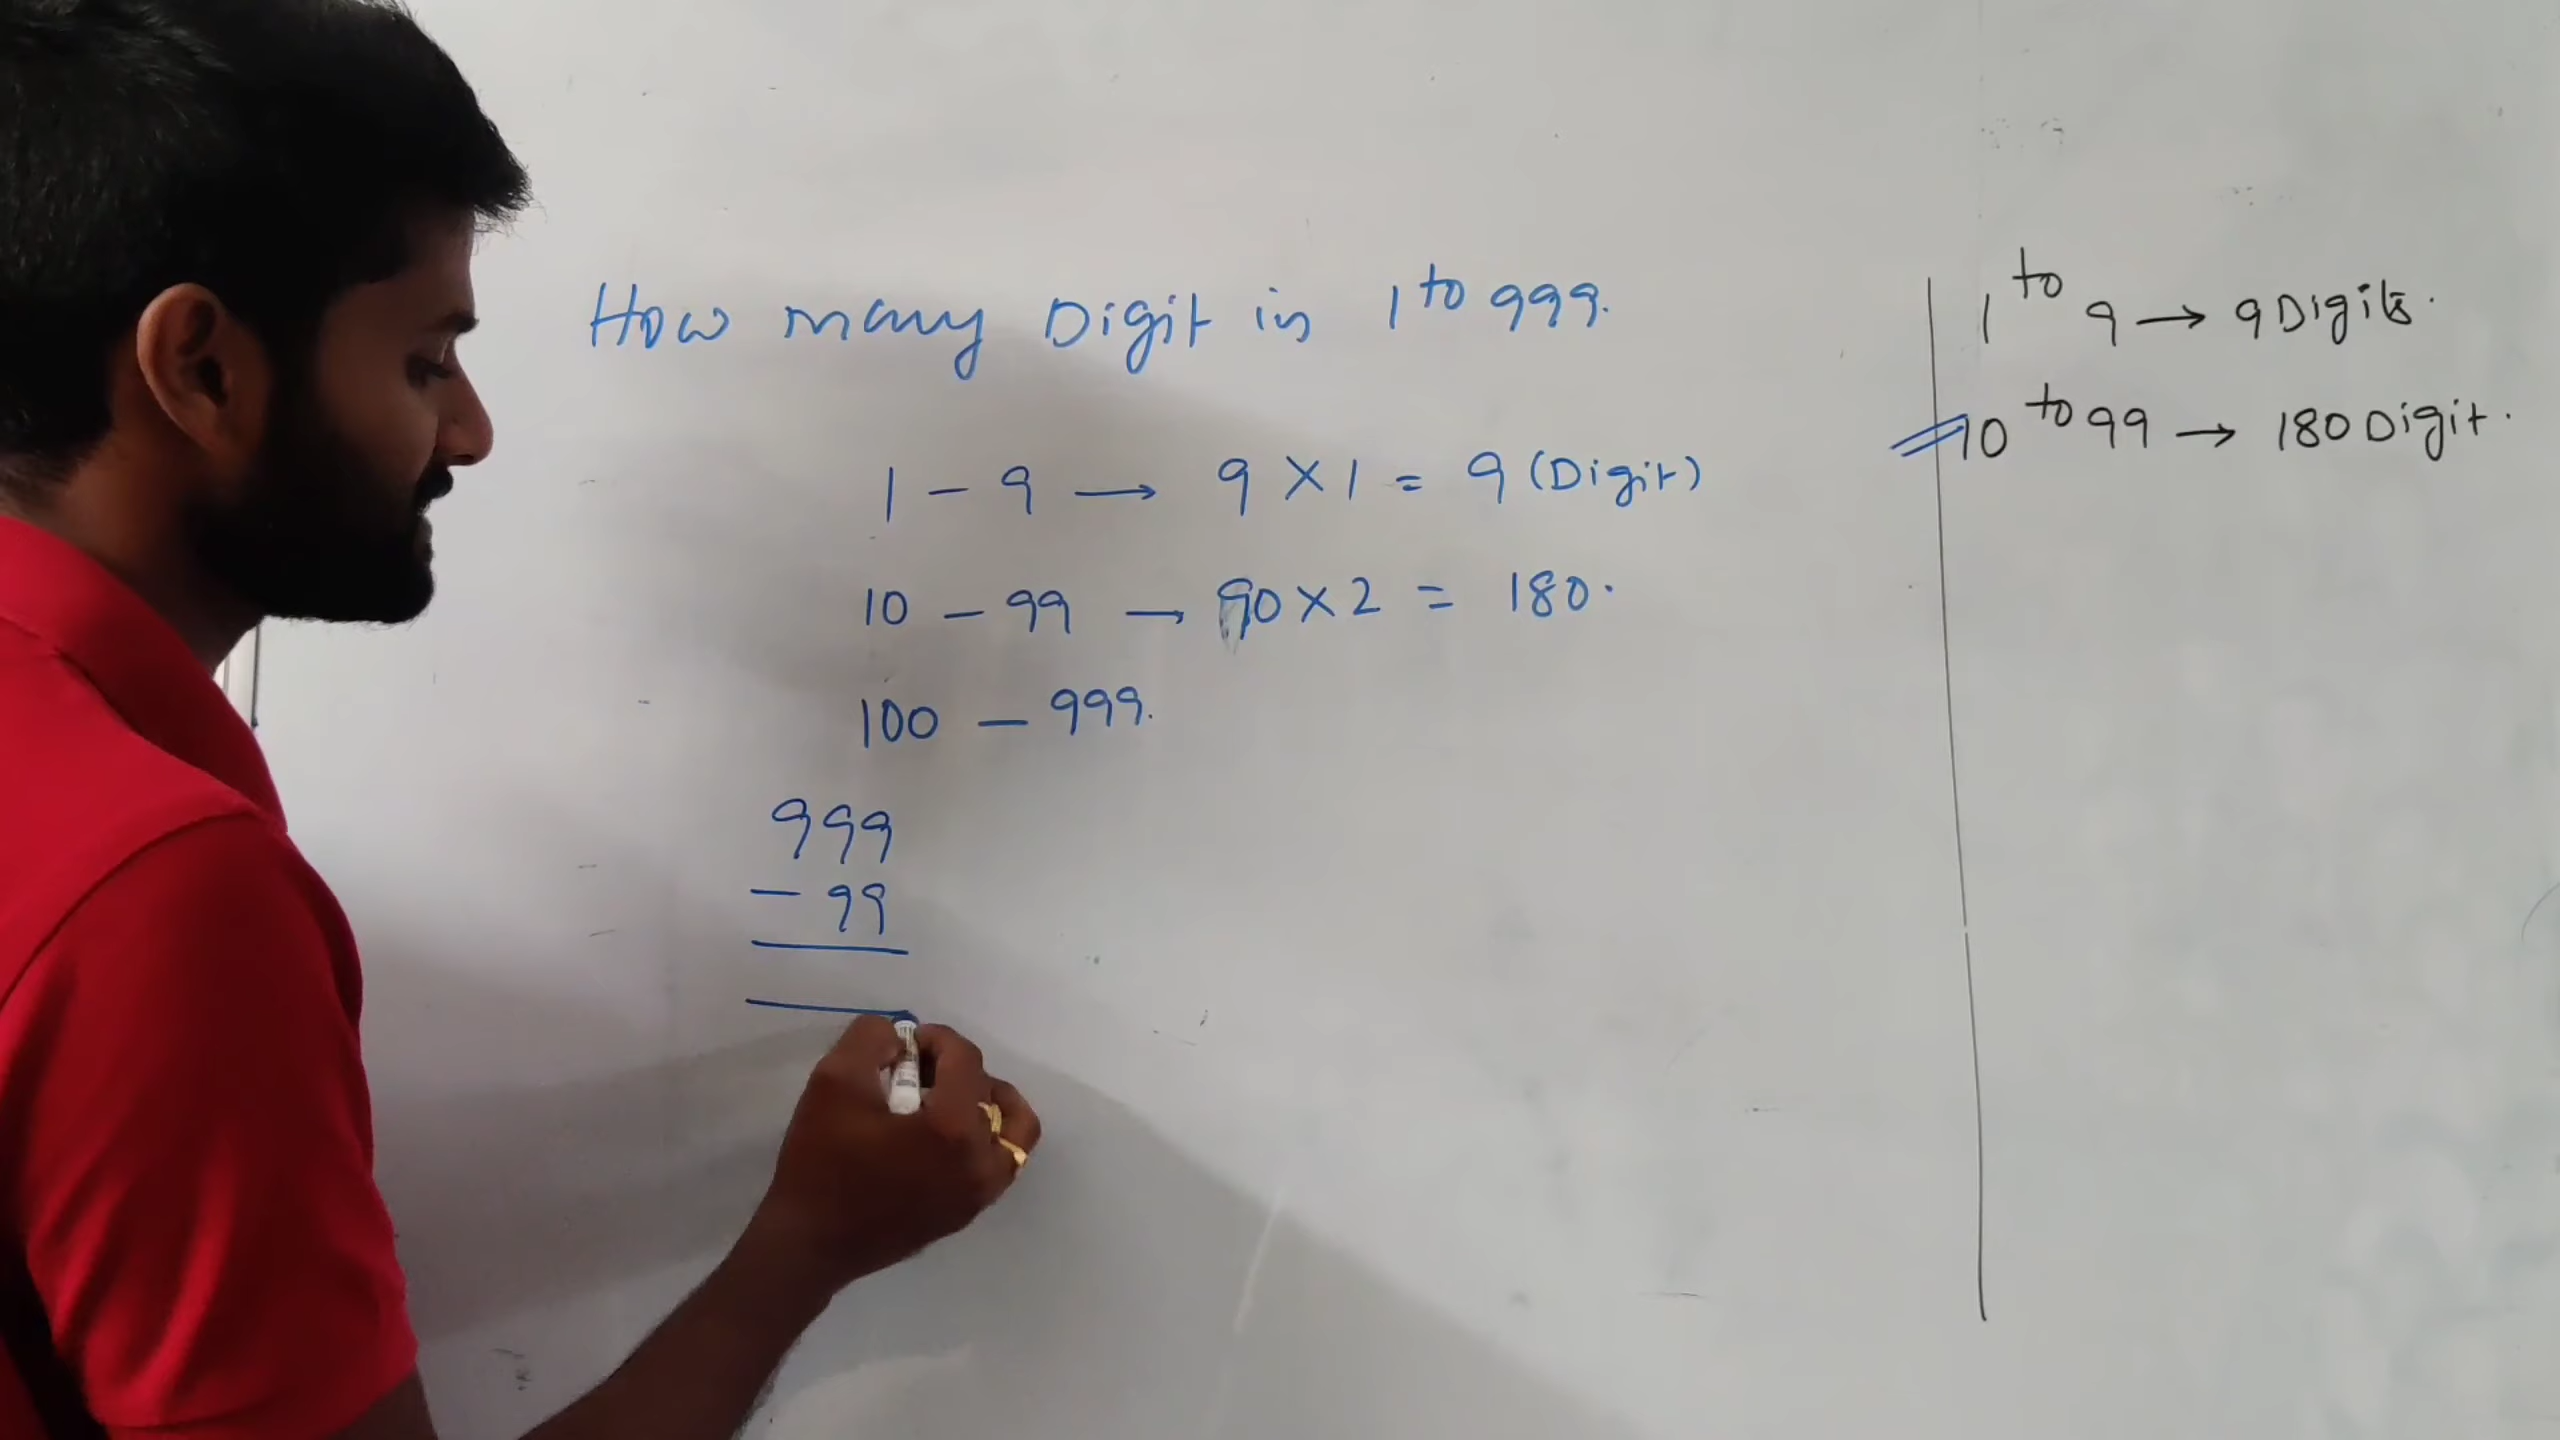 How many Digit in 1 to 999.
1 - 9 → 9 × 1 = 9 (Digit)
10 - 99 → 90 × 2 = 180.
100 - 999.
999
- 99
1 to 9 → 9 Digits.
10 to 99 → 180 Digit.